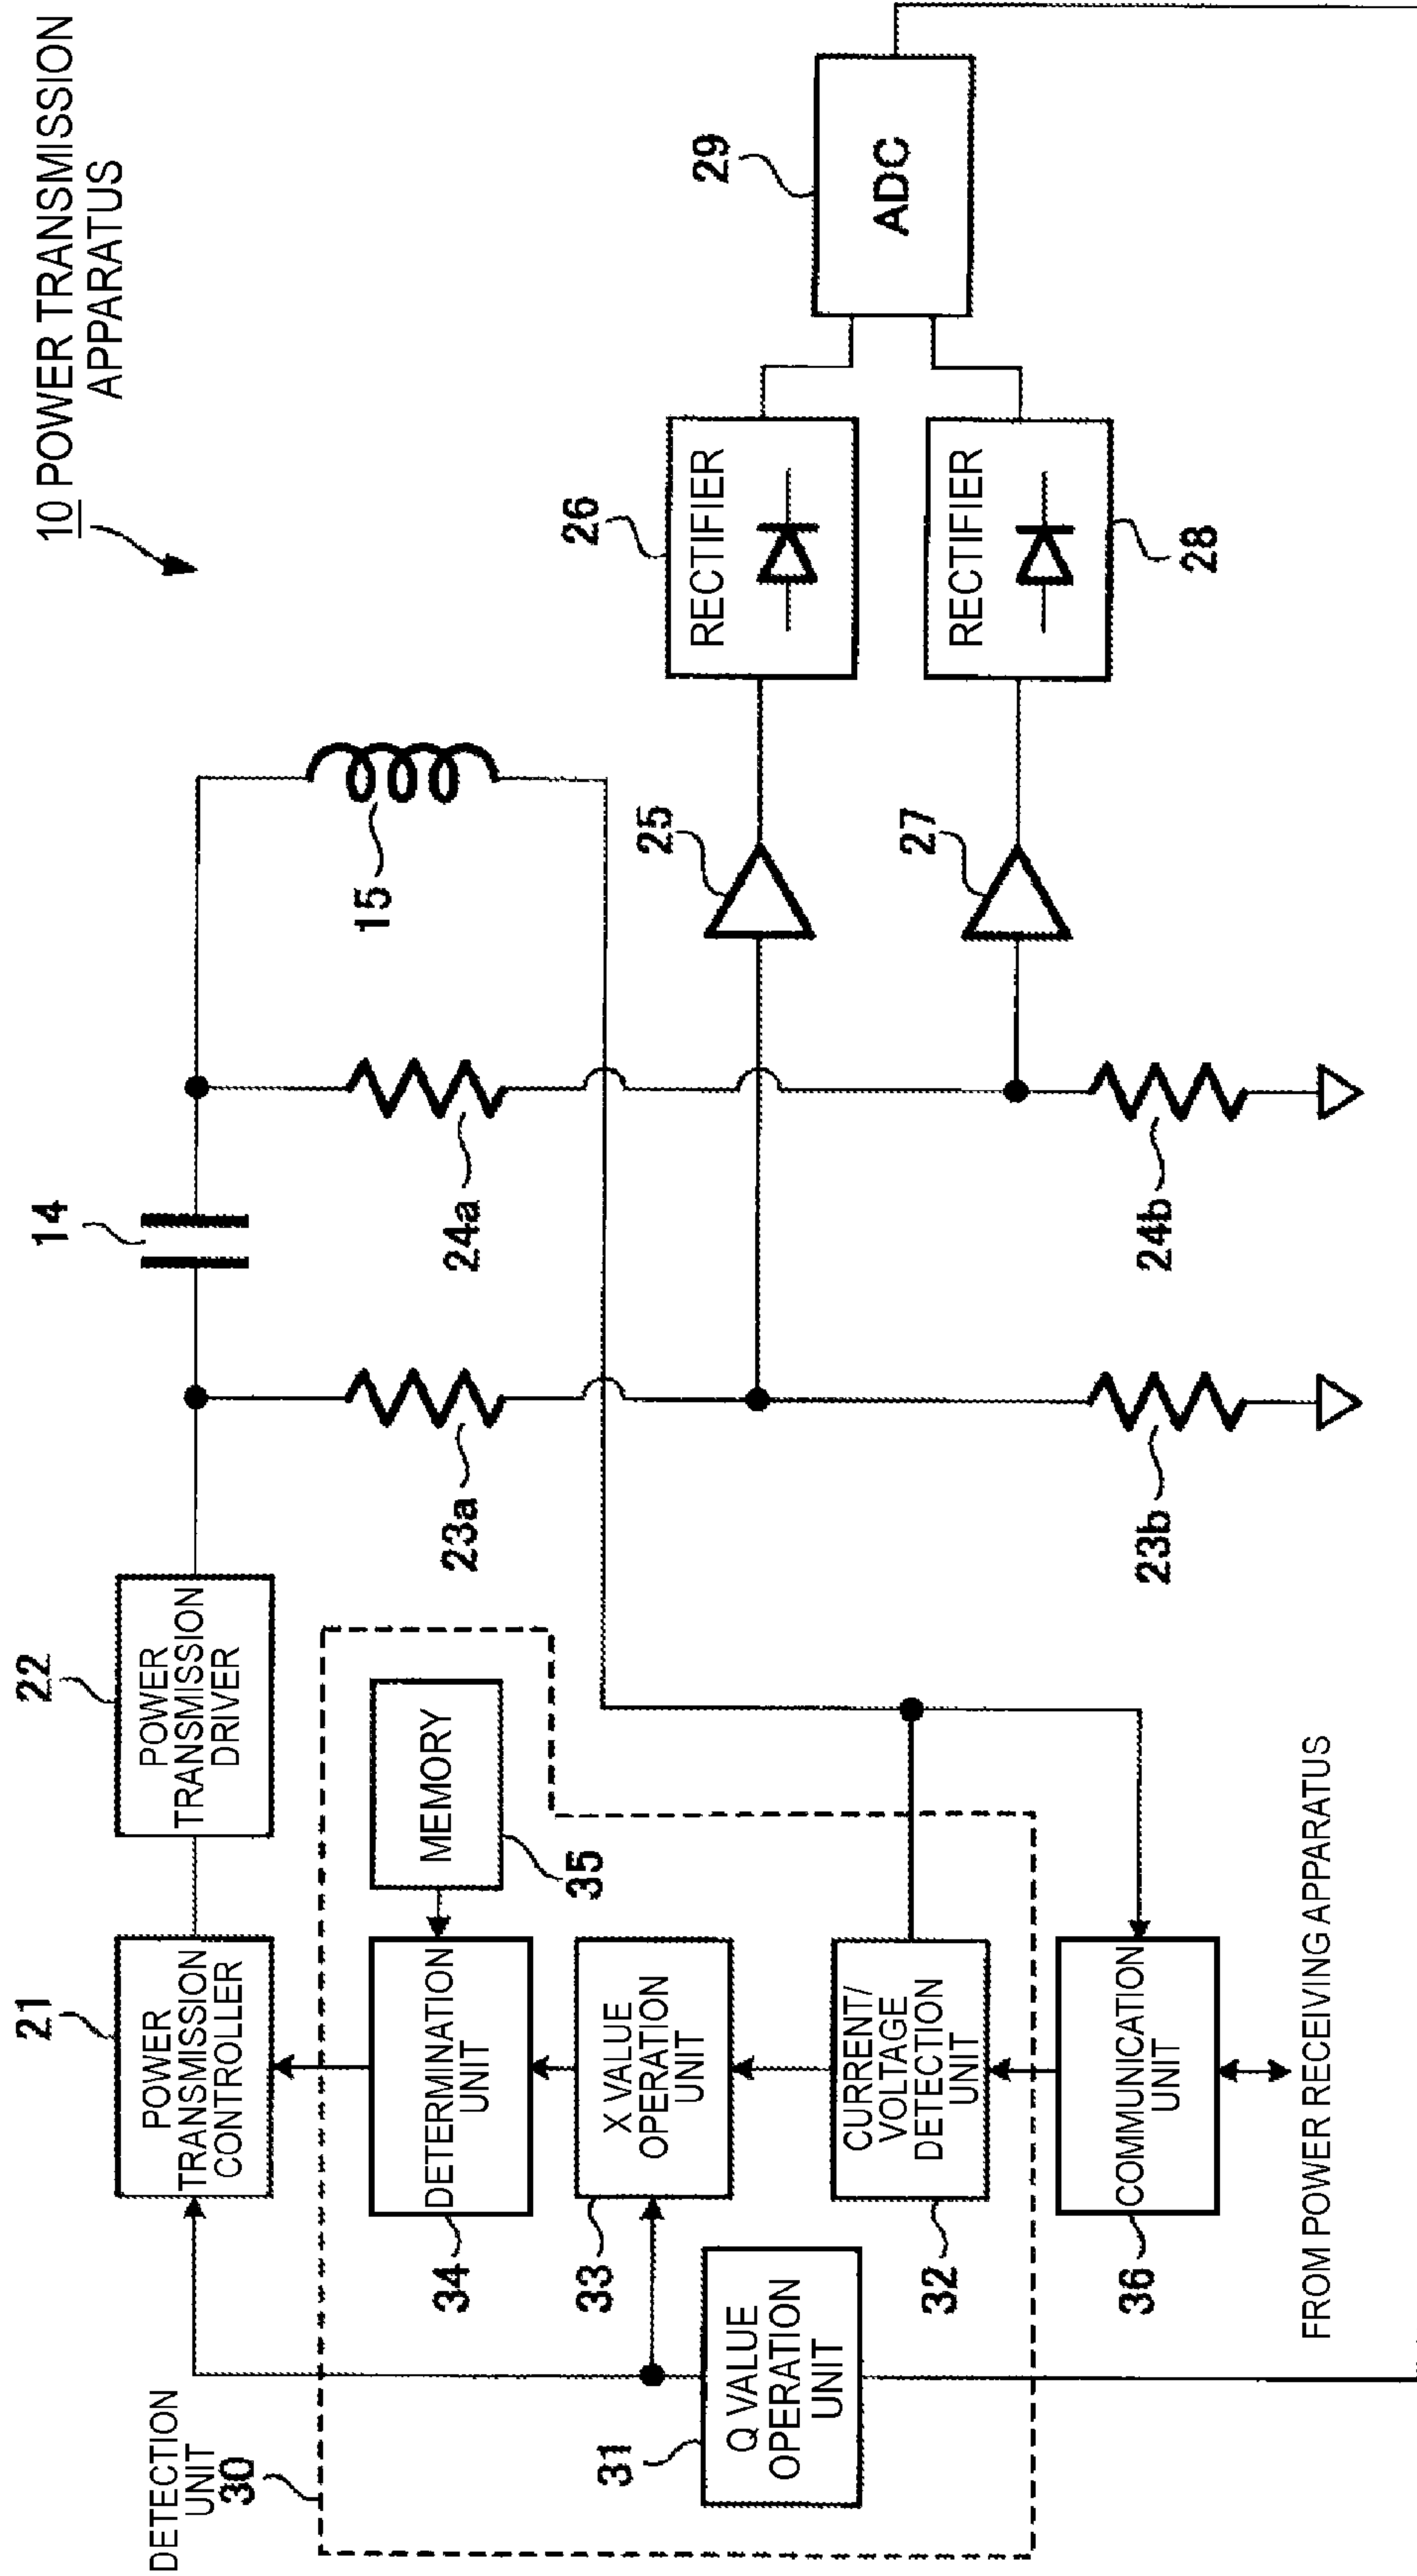 10 POWER TRANSMISSION
APPARATUS
21
POWER
TRANSMISSION
CONTROLLER
22
POWER
TRANSMISSION
DRIVER
14
15
23a
24a
23b
24b
25
26
RECTIFIER
27
RECTIFIER
28
29
ADC
DETECTION
UNIT
30
34
DETERMINATION
UNIT
MEMORY
35
33
X VALUE
OPERATION
UNIT
31
Q VALUE
OPERATION
UNIT
32
CURRENT/
VOLTAGE
DETECTION
UNIT
36
COMMUNICATION
UNIT
FROM POWER RECEIVING APPARATUS